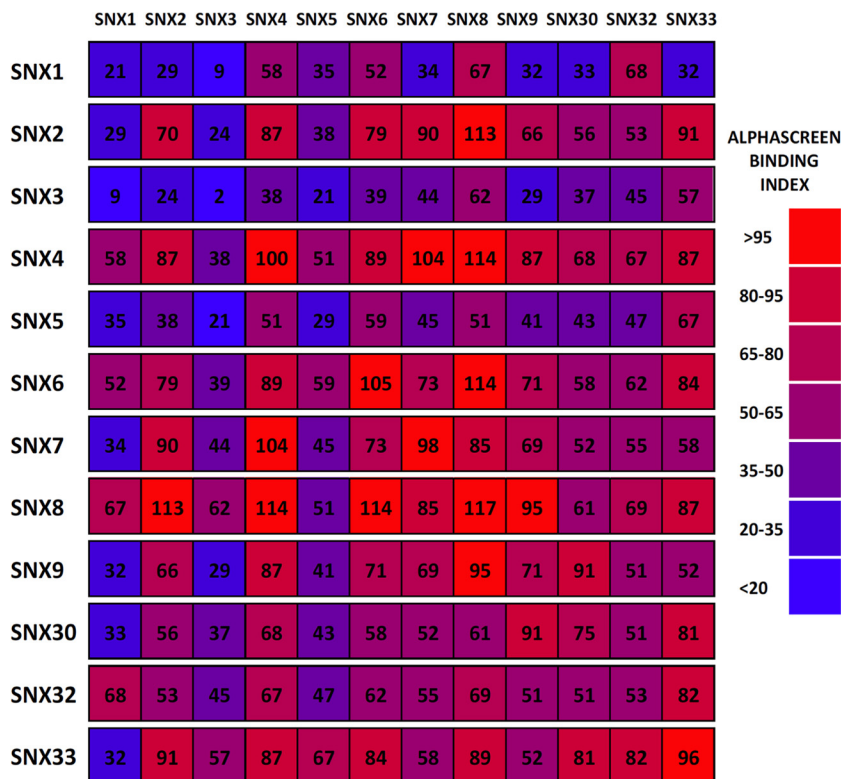 SNX1 SNX2 SNX3 SNX4 SNX5 SNX6 SNX7 SNX8 SNX9 SNX30 SNX32 SNX33
SNX1 21 29 9 58 35 52 34 67 32 33 68 32
SNX2 29 70 24 87 38 79 90 113 66 56 53 91
SNX3 9 24 2 38 21 39 44 62 29 37 45 57
SNX4 58 87 38 100 51 89 104 114 87 68 67 87
SNX5 35 38 21 51 29 59 45 51 41 43 47 67
SNX6 52 79 39 89 59 105 73 114 71 58 62 84
SNX7 34 90 44 104 45 73 98 85 69 52 55 58
SNX8 67 113 62 114 51 114 85 117 95 61 69 87
SNX9 32 66 29 87 41 71 69 95 71 91 51 52
SNX30 33 56 37 68 43 58 52 61 91 75 51 81
SNX32 68 53 45 67 47 62 55 69 51 51 53 82
SNX33 32 91 57 87 67 84 58 89 52 81 82 96
ALPHASCREEN
BINDING
INDEX
>95
80-95
65-80
50-65
35-50
20-35
<20